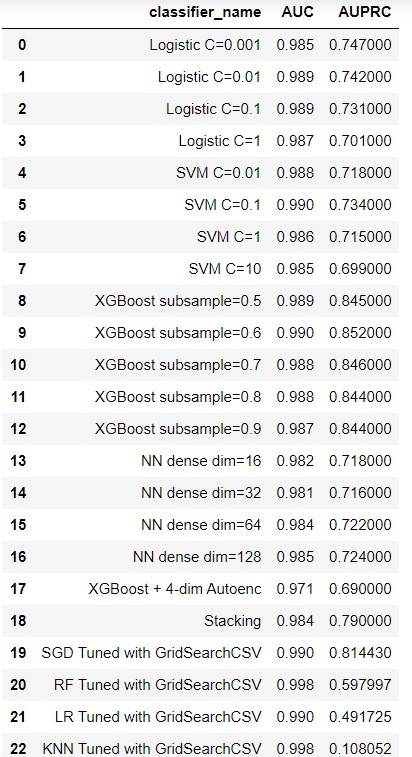 classifier_name AUC AUPRC
0 Logistic C=0.001 0.985 0.747000
1 Logistic C=0.01 0.989 0.742000
2 Logistic C=0.1 0.989 0.731000
3 Logistic C=1 0.987 0.701000
4 SVM C=0.01 0.988 0.718000
5 SVM C=0.1 0.990 0.734000
6 SVM C=1 0.986 0.715000
7 SVM C=10 0.985 0.699000
8 XGBoost subsample=0.5 0.989 0.845000
9 XGBoost subsample=0.6 0.990 0.852000
10 XGBoost subsample=0.7 0.988 0.846000
11 XGBoost subsample=0.8 0.988 0.844000
12 XGBoost subsample=0.9 0.987 0.844000
13 NN dense dim=16 0.982 0.718000
14 NN dense dim=32 0.981 0.716000
15 NN dense dim=64 0.984 0.722000
16 NN dense dim=128 0.985 0.724000
17 XGBoost + 4-dim Autoenc 0.971 0.690000
18 Stacking 0.984 0.790000
19 SGD Tuned with GridSearchCSV 0.990 0.814430
20 RF Tuned with GridSearchCSV 0.998 0.597997
21 LR Tuned with GridSearchCSV 0.990 0.491725
22 KNN Tuned with GridSearchCSV 0.998 0.108052